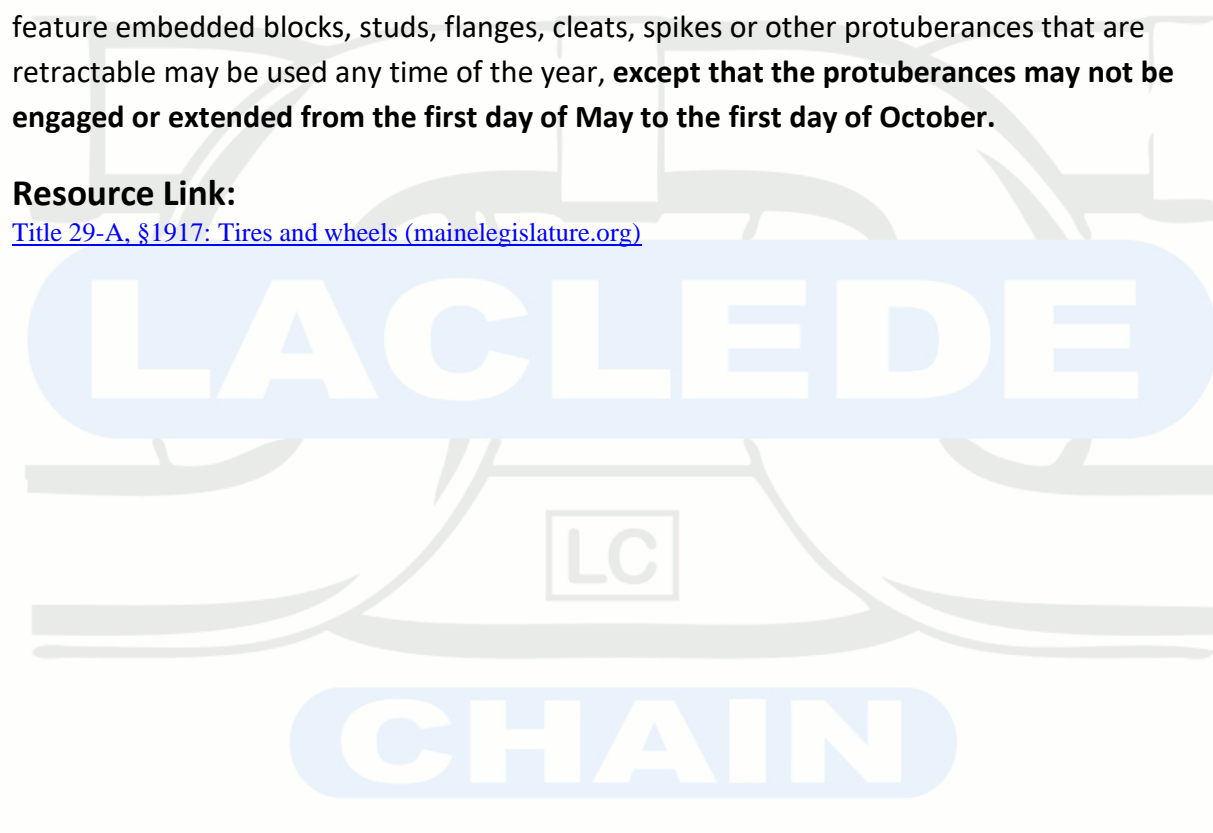 feature embedded blocks, studs, flanges, cleats, spikes or other protuberances that are
retractable may be used any time of the year, except that the protuberances may not be
engaged or extended from the first day of May to the first day of October.
Resource Link:
Title 29-A, §1917: Tires and wheels (mainelegislature.org)
LACLEDE
LC
CHAIN